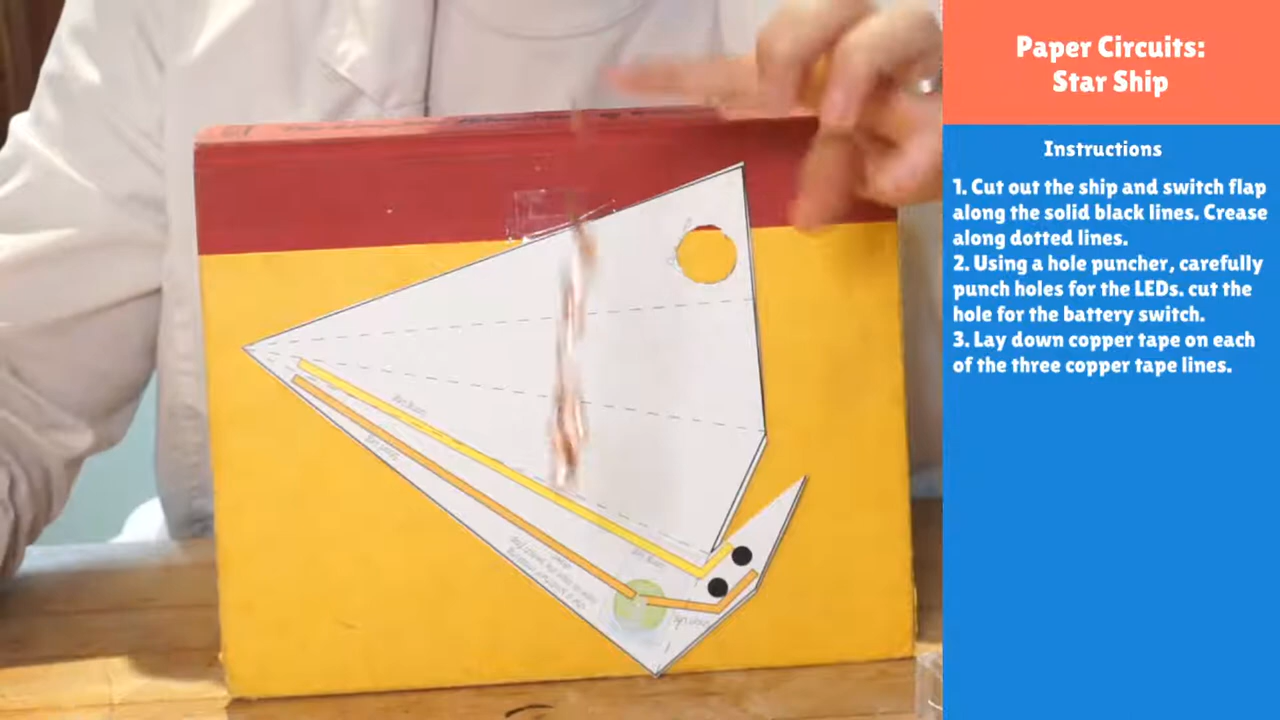 Paper Circuits:
Star Ship
Instructions
1. Cut out the ship and switch flap
along the solid black lines. Crease
along dotted lines.
2. Using a hole puncher, carefully
punch holes for the LEDs. cut the
hole for the battery switch.
3. Lay down copper tape on each
of the three copper tape lines.